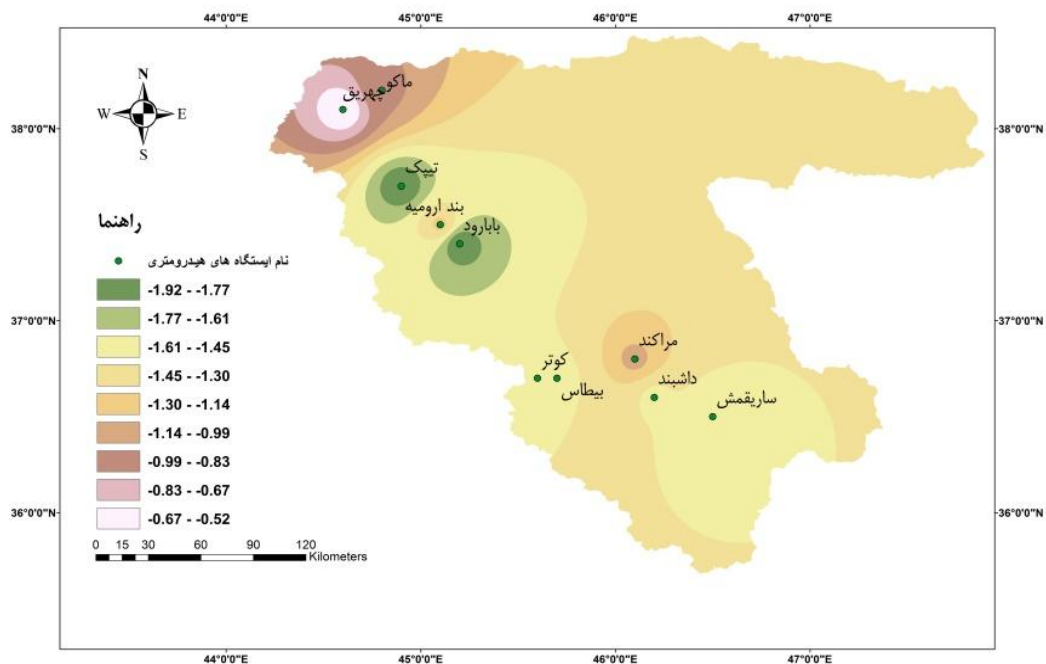 44°0'0"E 45°0'0"E 46°0'0"E 47°0'0"E
N
W E
S
38°0'0"N 38°0'0"N
37°0'0"N 37°0'0"N
36°0'0"N 36°0'0"N
ماکو
چهریق
تیپک
بند ارومیه
بابارود
مراکند
کوتر
بیطاس
داشبند
ساریقمش
راهنما
نام ایستگاه های هیدرومتری
-1.92 - -1.77
-1.77 - -1.61
-1.61 - -1.45
-1.45 - -1.30
-1.30 - -1.14
-1.14 - -0.99
-0.99 - -0.83
-0.83 - -0.67
-0.67 - -0.52
0 15 30 60 90 120
Kilometers
44°0'0"E 45°0'0"E 46°0'0"E 47°0'0"E